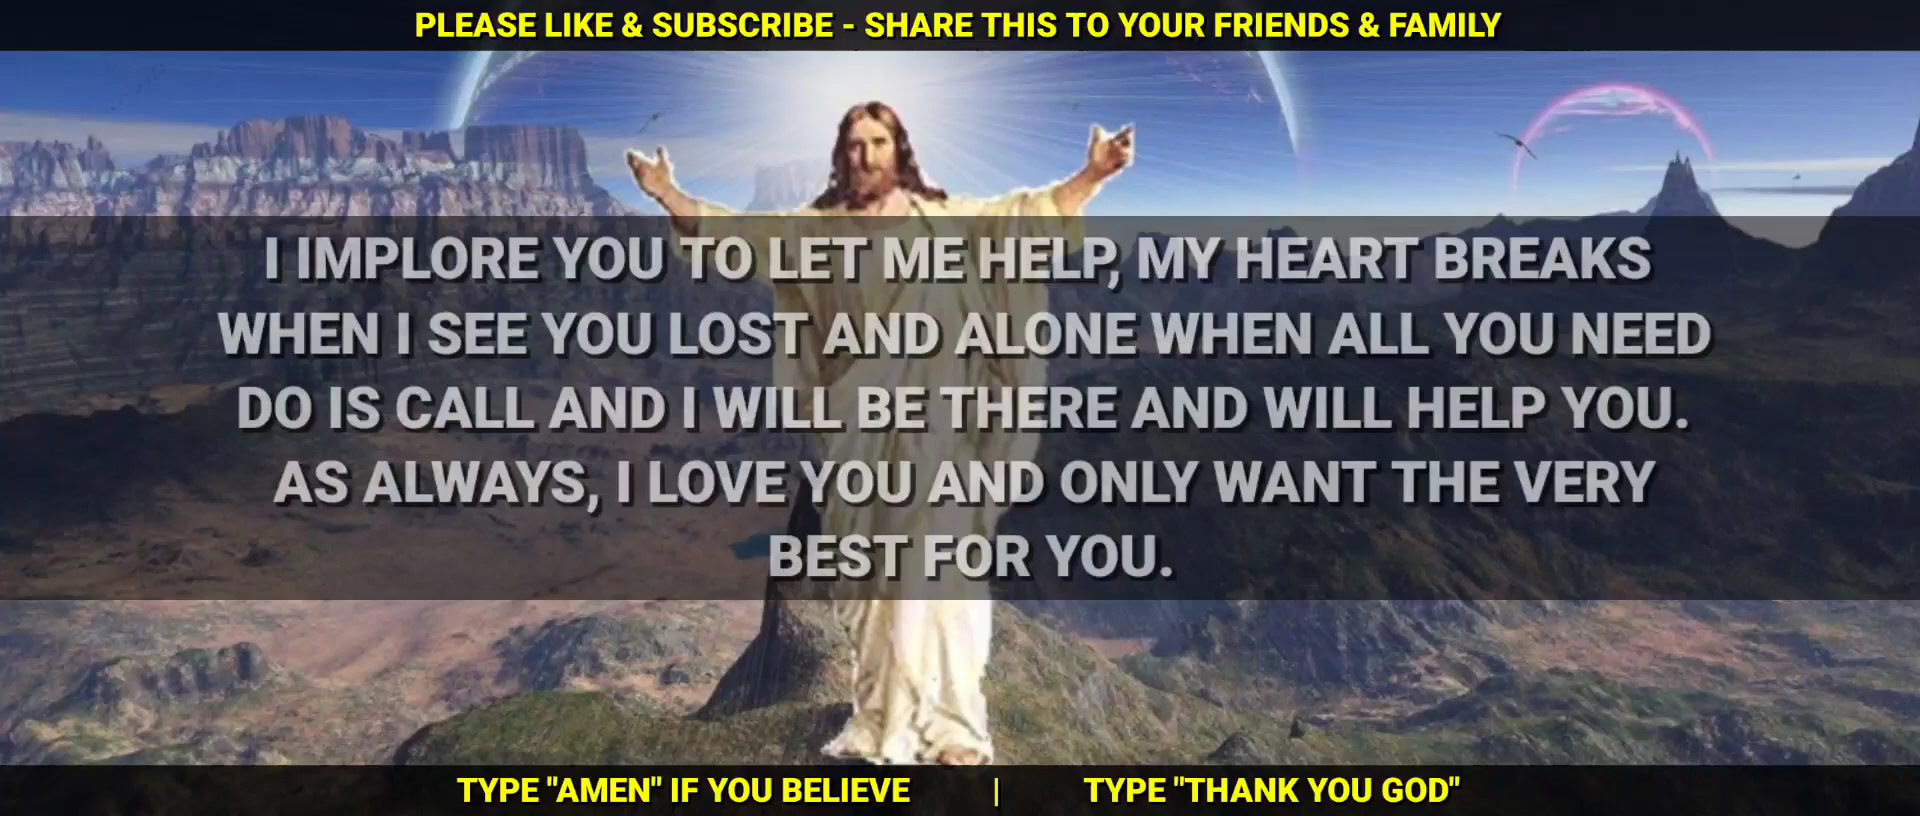 PLEASE LIKE & SUBSCRIBE - SHARE THIS TO YOUR FRIENDS & FAMILY
I IMPLORE YOU TO LET ME HELP, MY HEART BREAKS
WHEN I SEE YOU LOST AND ALONE WHEN ALL YOU NEED
DO IS CALL AND I WILL BE THERE AND WILL HELP YOU.
AS ALWAYS, I LOVE YOU AND ONLY WANT THE VERY
BEST FOR YOU.
TYPE "AMEN" IF YOU BELIEVE | TYPE "THANK YOU GOD"